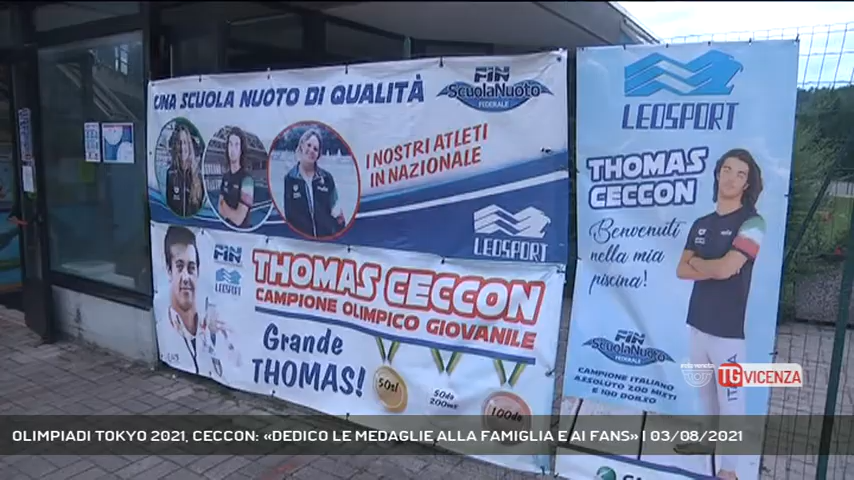 UNA SCUOLA NUOTO DI QUALITÀ
FIN
ScuolaNuoto
FEDERALE
I NOSTRI ATLETI
IN NAZIONALE
LEOSPORT
FIN
LEOSPORT
THOMAS CECCON
CAMPIONE OLIMPICO GIOVANILE
Grande
THOMAS!
50sl
50do
200mx
100do
LEOSPORT
THOMAS
CECCON
Benvenuti
nella mia
piscina!
FIN
ScuolaNuoto
FEDERALE
CAMPIONE ITALIANO
ASSOLUTO 200 MISTI
E 100 DORSO
ITALIA
TGVICENZA
OLIMPIADI TOKYO 2021, CECCON: «DEDICO LE MEDAGLIE ALLA FAMIGLIA E AI FANS» | 03/08/2021